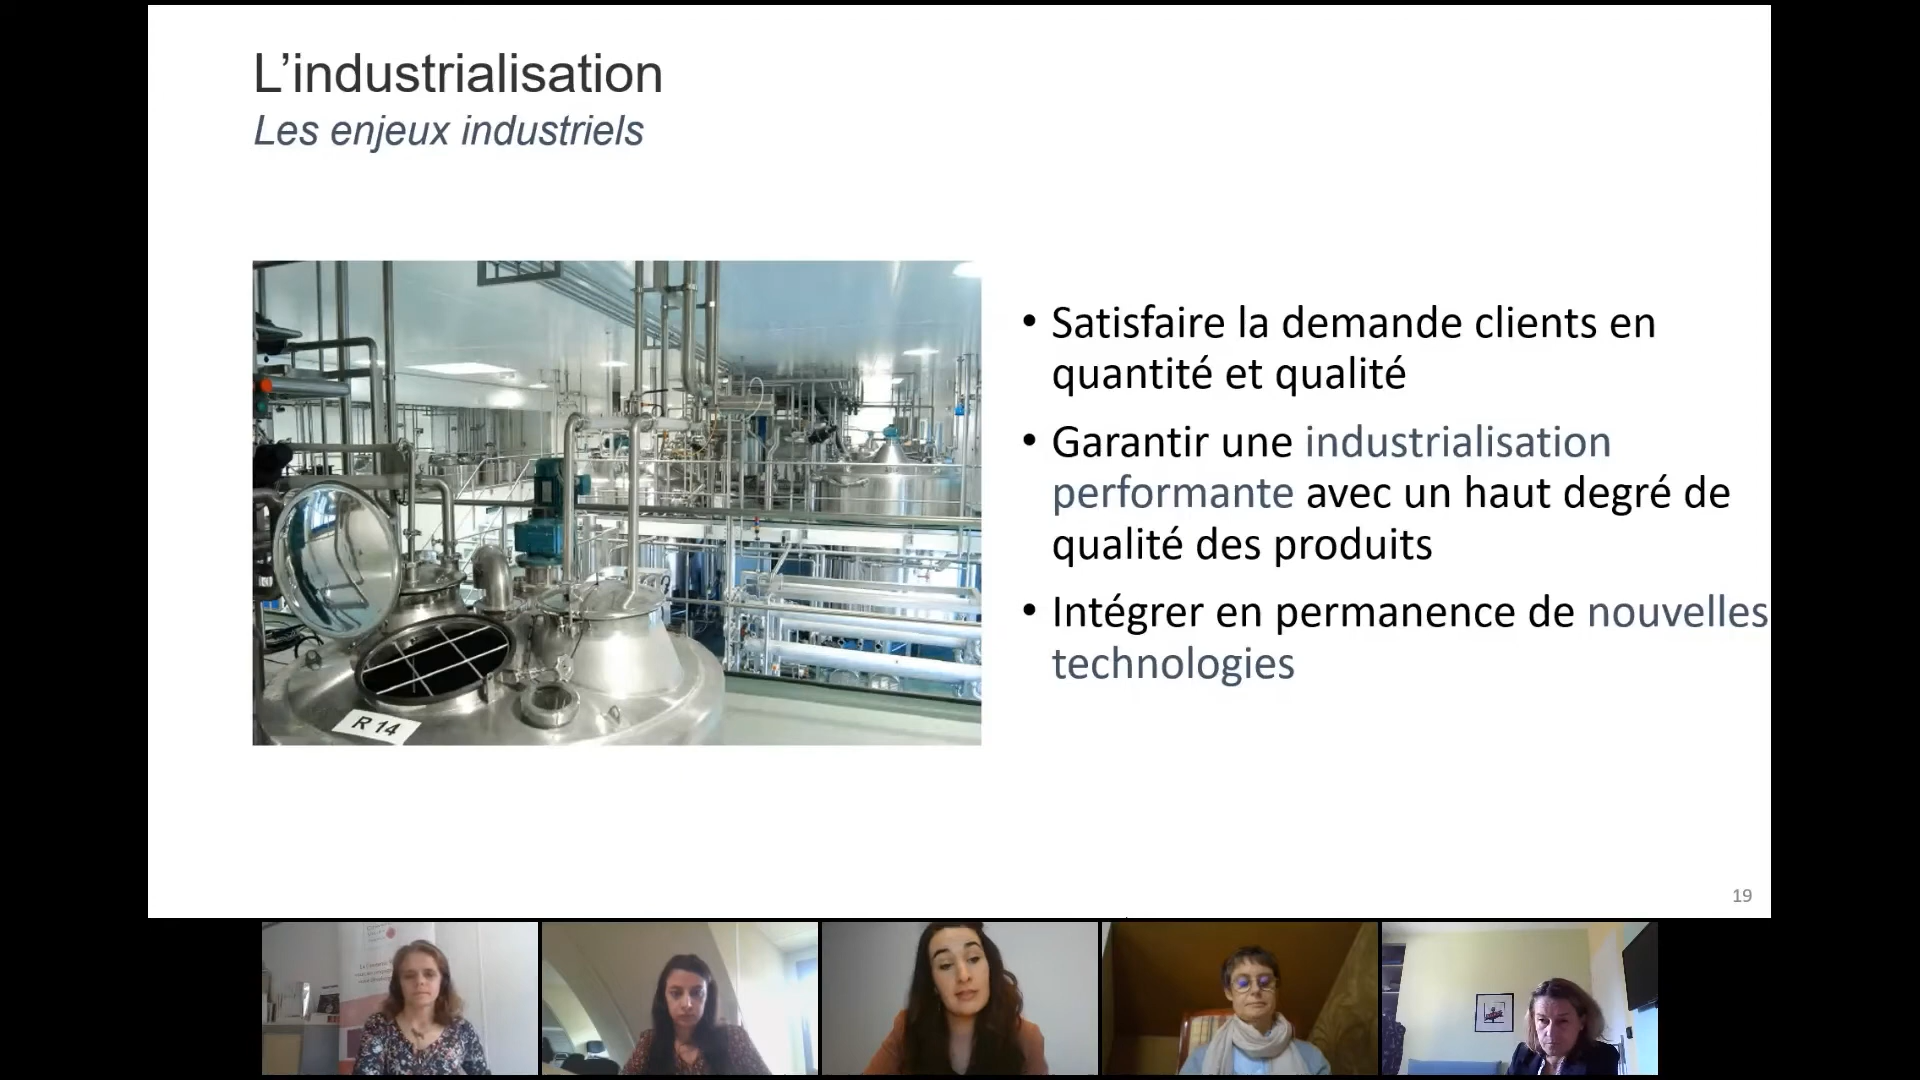 L’industrialisation
Les enjeux industriels
• Satisfaire la demande clients en
quantité et qualité
• Garantir une industrialisation
performante avec un haut degré de
qualité des produits
• Intégrer en permanence de nouvelles
technologies
R 14
19